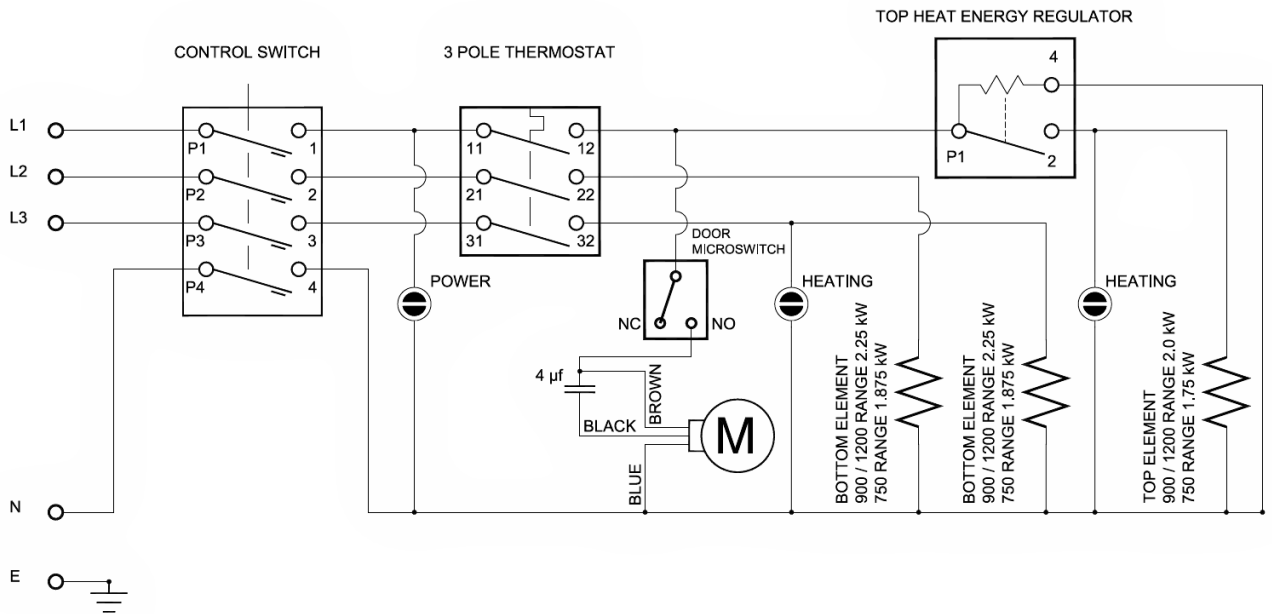 TOP HEAT ENERGY REGULATOR
CONTROL SWITCH
3 POLE THERMOSTAT
4
L1
P1
1
11
12
P1
2
L2
P2
2
21
22
L3
P3
3
31
32
DOOR
MICROSWITCH
P4
4
POWER
HEATING
HEATING
NC
NO
4 µf
BROWN
BLACK
M
BLUE
BOTTOM ELEMENT
900 / 1200 RANGE 2.25 kW
750 RANGE 1.875 kW
BOTTOM ELEMENT
900 / 1200 RANGE 2.25 kW
750 RANGE 1.875 kW
TOP ELEMENT
900 / 1200 RANGE 2.0 kW
750 RANGE 1.75 kW
N
E